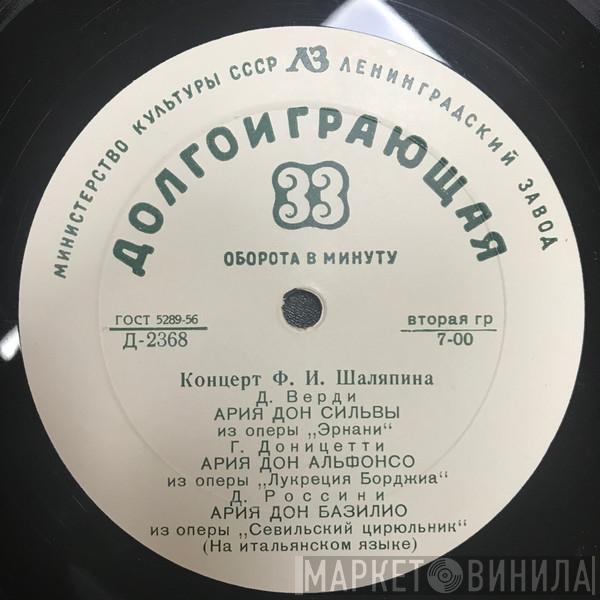 МИНИСТЕРСТВО КУЛЬТУРЫ СССР ЛЗ ЛЕНИНГРАДСКИЙ ЗАВОД
ДОЛГОИГРАЮЩАЯ
33
ОБОРОТА В МИНУТУ
ГОСТ 5289-56
Д-2368
вторая гр
7-00
Концерт Ф. И. Шаляпина
Д. Верди
АРИЯ ДОН СИЛЬВЫ
из оперы „Эрнани“
Г. Доницетти
АРИЯ ДОН АЛЬФОНСО
из оперы „Лукреция Борджиа“
Д. Россини
АРИЯ ДОН БАЗИЛИО
из оперы „Севильский цирюльник“
(На итальянском языке)
МАРКЕТ ВИНИЛА